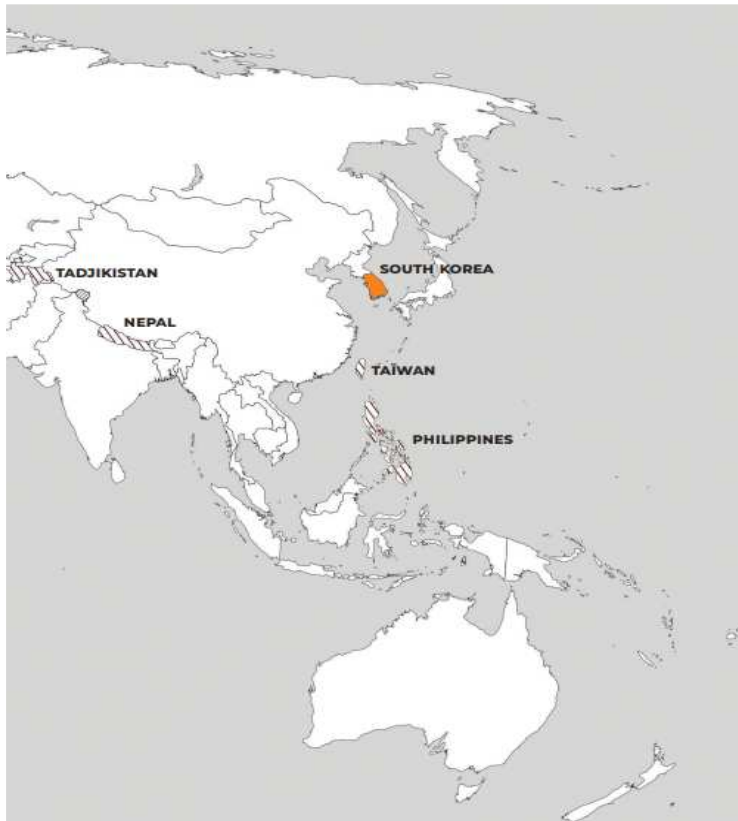 SOUTH KOREA
TADJIKISTAN
NEPAL
TAÏWAN
PHILIPPINES